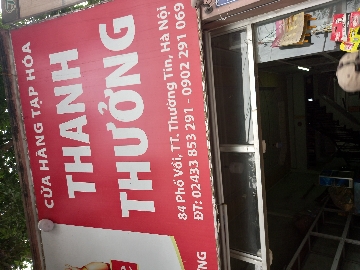 CỬA HÀNG TẠP HÓA
THANH
THƯỞNG
84 Phố Vối, TT. Thường Tín, Hà Nội
ĐT: 02433 853 291 - 0902 291 069